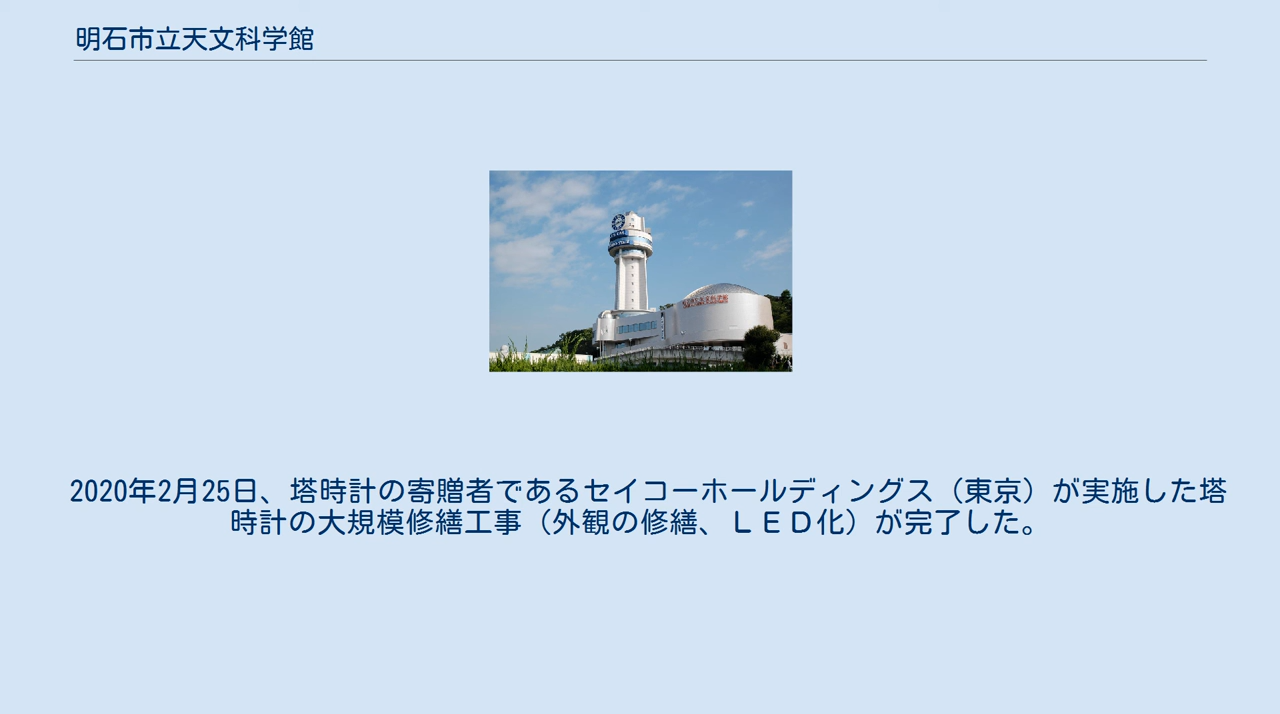 明石市立天文科学館
2020年2月25日、塔時計の寄贈者であるセイコーホールディングス（東京）が実施した塔
時計の大規模修繕工事（外観の修繕、ＬＥＤ化）が完了した。